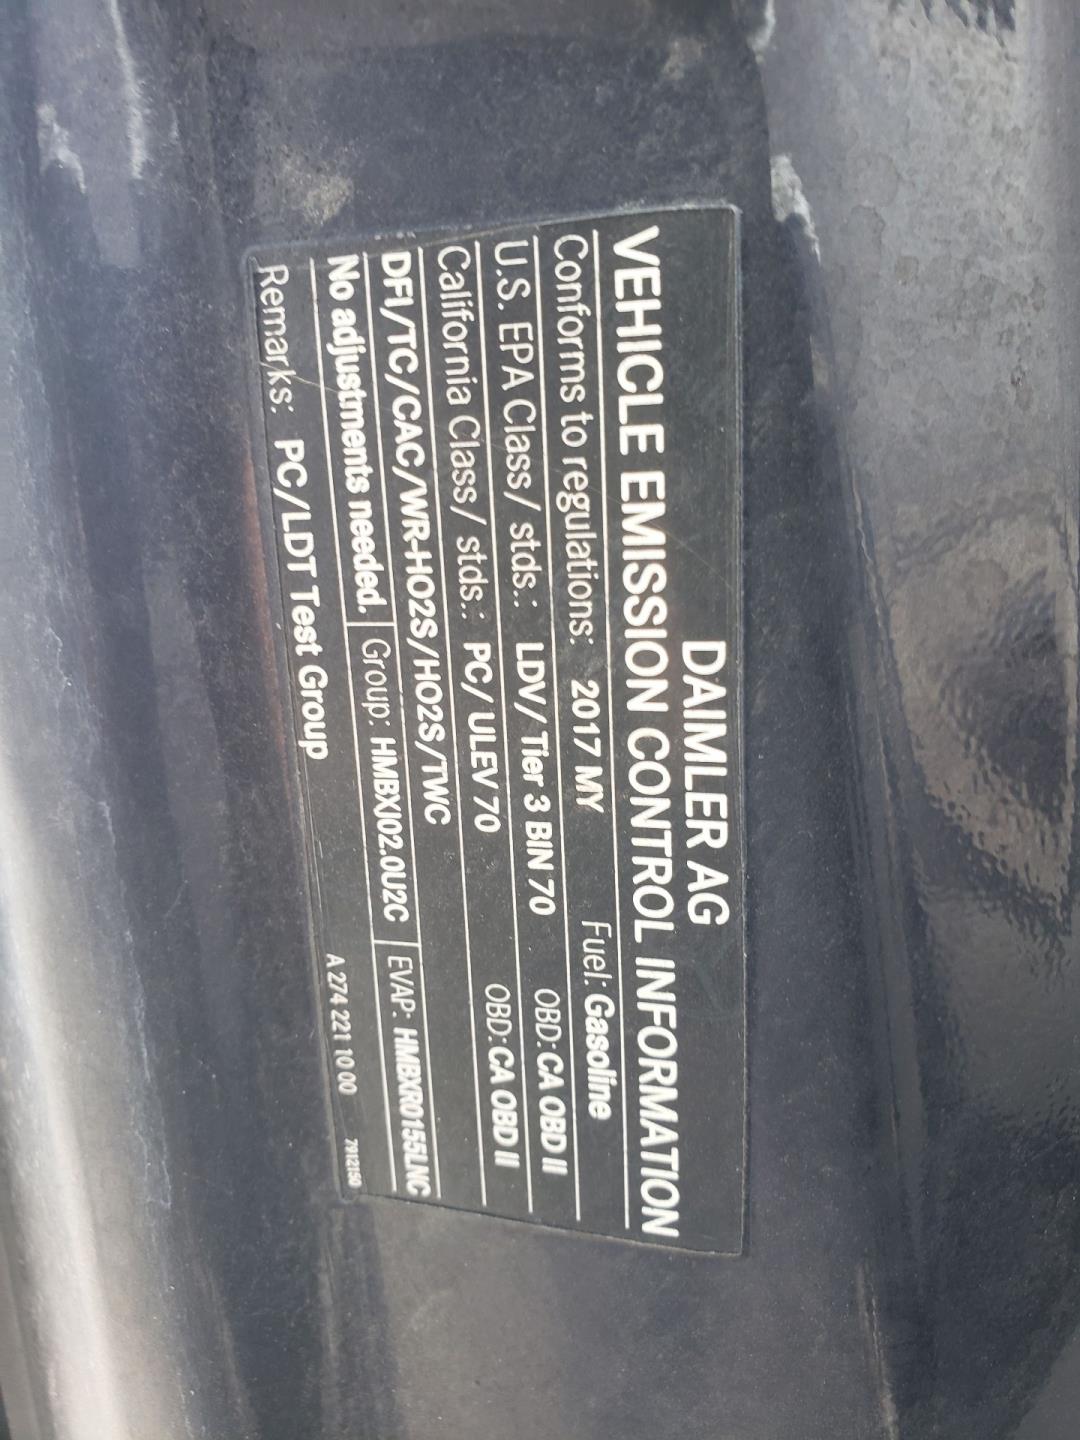 DAIMLER AG
VEHICLE EMISSION CONTROL INFORMATION
Conforms to regulations: 2017 MY Fuel: Gasoline
U.S. EPA Class/ stds.: LDV/ Tier 3 BIN 70 OBD: CA OBD II
California Class/ stds.: PC/ ULEV 70 OBD: CA OBD II
DFI/TC/CAC/WR-HO2S/HO2S/TWC
No adjustments needed. Group: HMBXJ02.0U2C EVAP: HMBXR0155LNC
Remarks: PC/LDT Test Group A 274 221 10 00 7912150